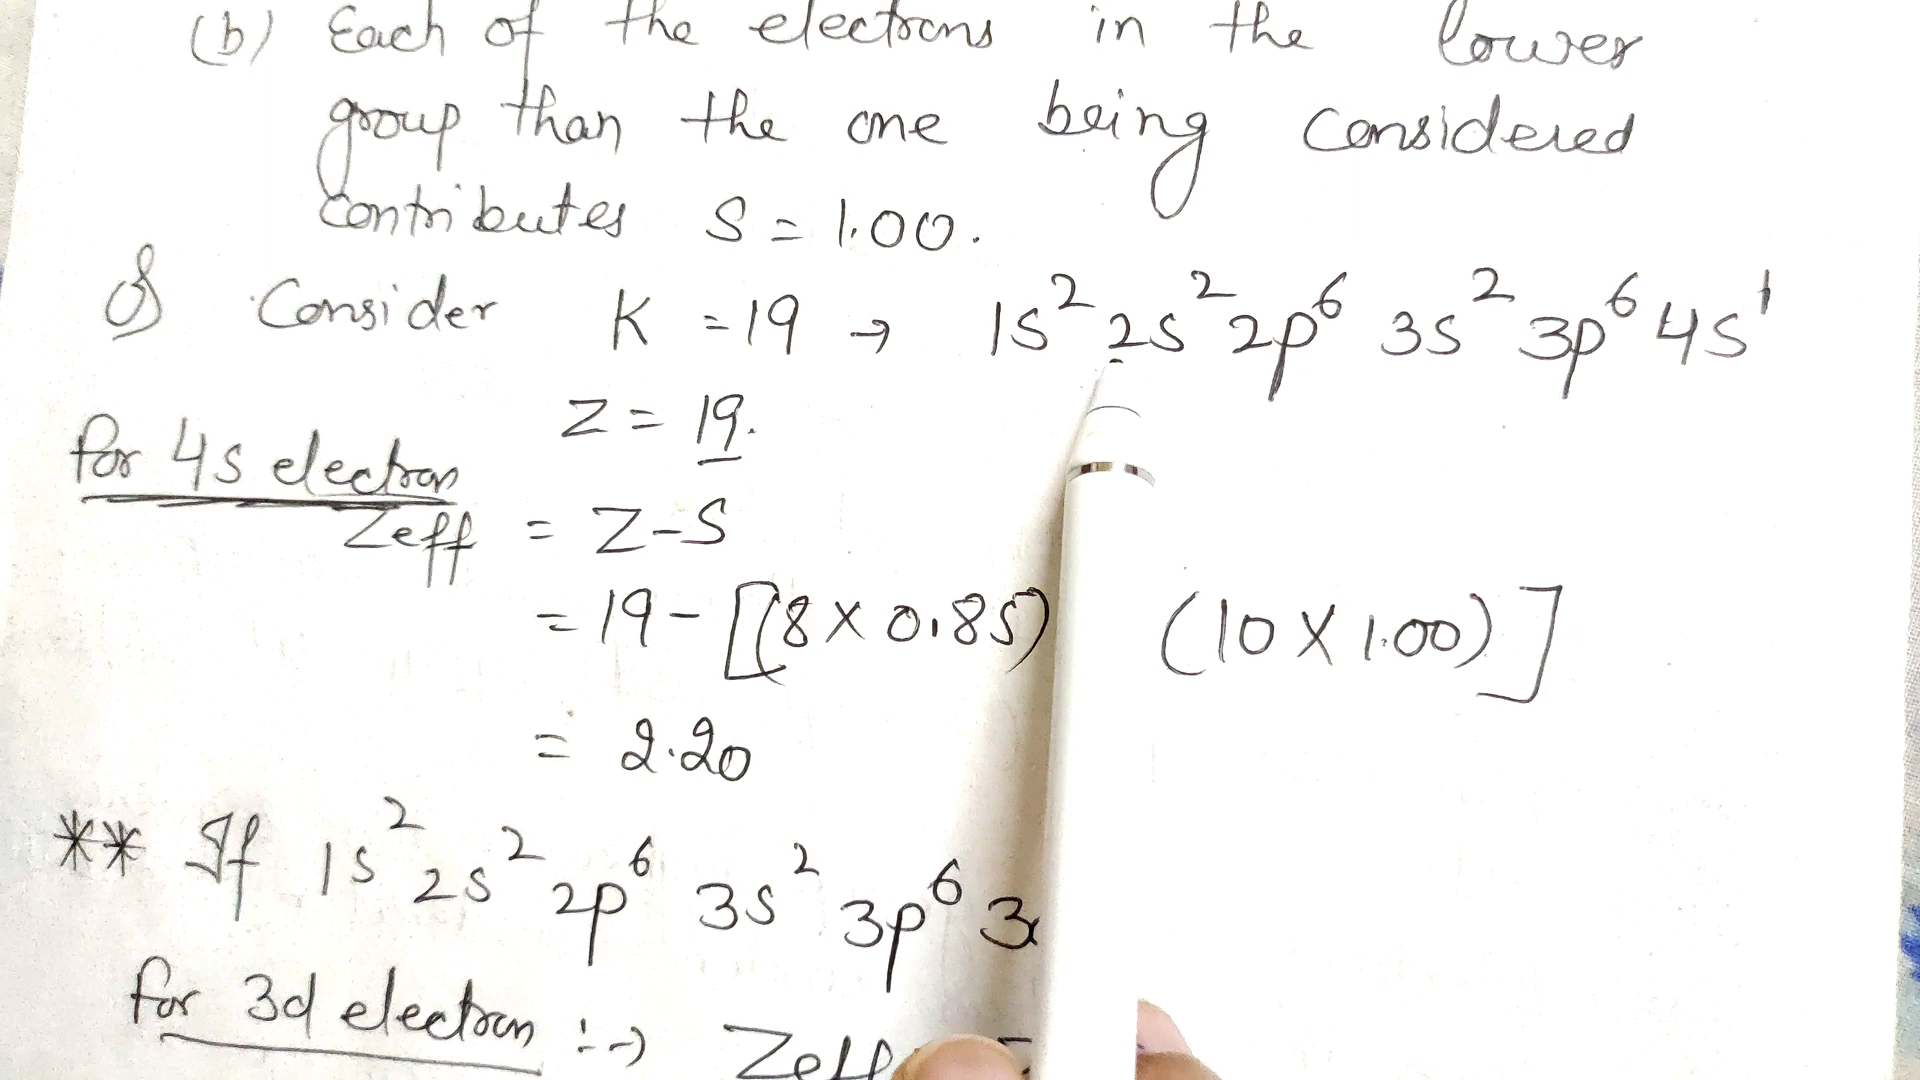 (b) Each of the electrons in the lower
group than the one being considered
contributes S = 1.00.
Consider K = 19 → 1s² 2s² 2p⁶ 3s² 3p⁶ 4s¹
Z = 19.
for 4s electron
Zeff = Z-S
= 19 - [(8 X 0.85) (10 X 1.00)]
= 2.20
** If 1s² 2s² 2p⁶ 3s² 3p⁶ 3
for 3d electron :→ Zeff